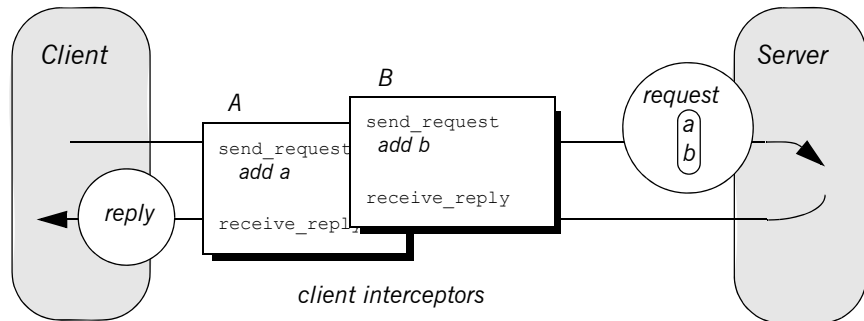 Client
Server
A
B
request
a
b
send_request
add a
send_request
add b
reply
receive_reply
receive_reply
client interceptors